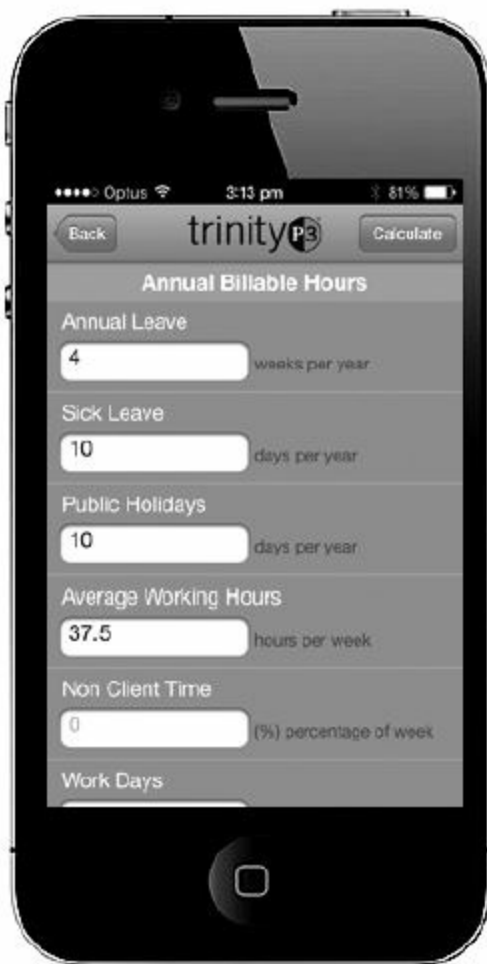 Optus 3:13 pm 81%
Back trinity P3 Calculate
Annual Billable Hours
Annual Leave
4 weeks per year
Sick Leave
10 days per year
Public Holidays
10 days per year
Average Working Hours
37.5 hours per week
Non Client Time
0 (%) percentage of week
Work Days